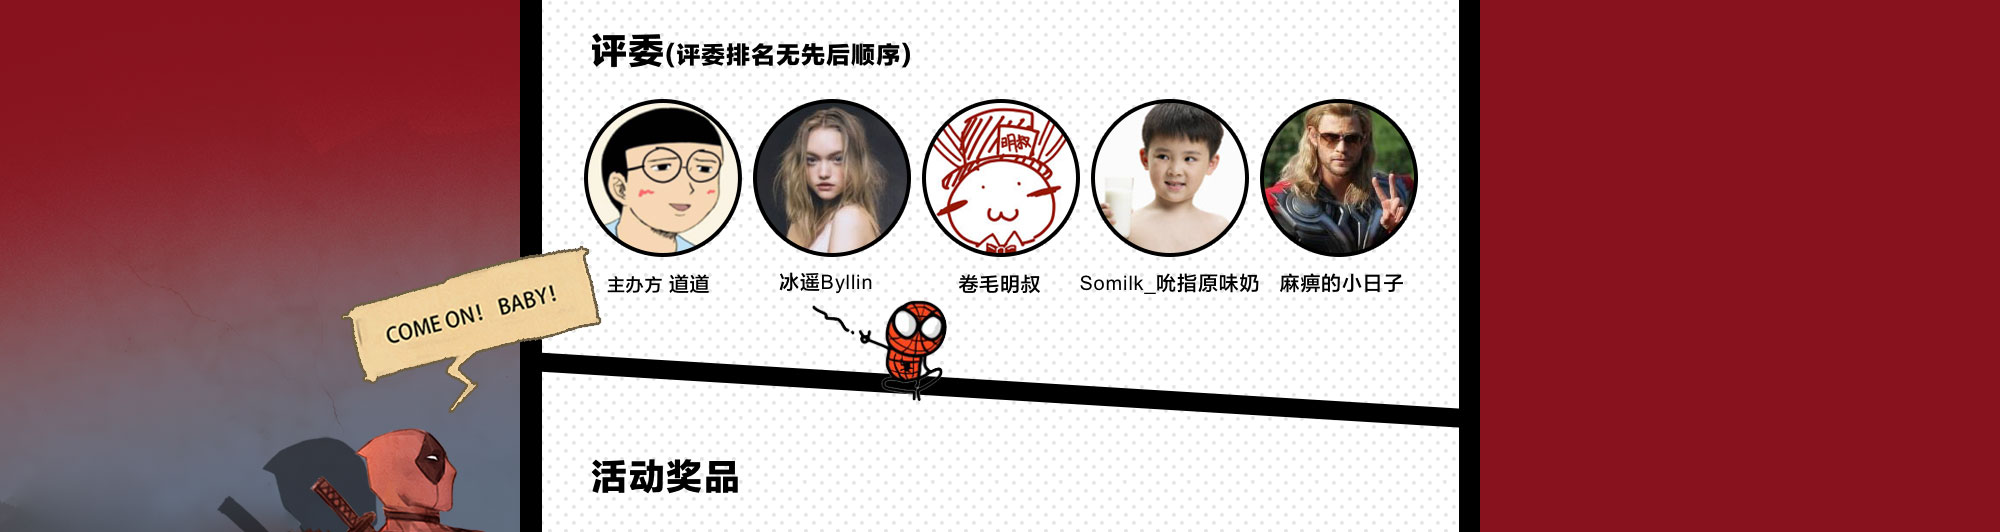 评委(评委排名无先后顺序)
明叔
主办方 道道
冰遥Byllin
卷毛明叔
Somilk_吮指原味奶
麻痹的小日子
COME ON! BABY!
活动奖品